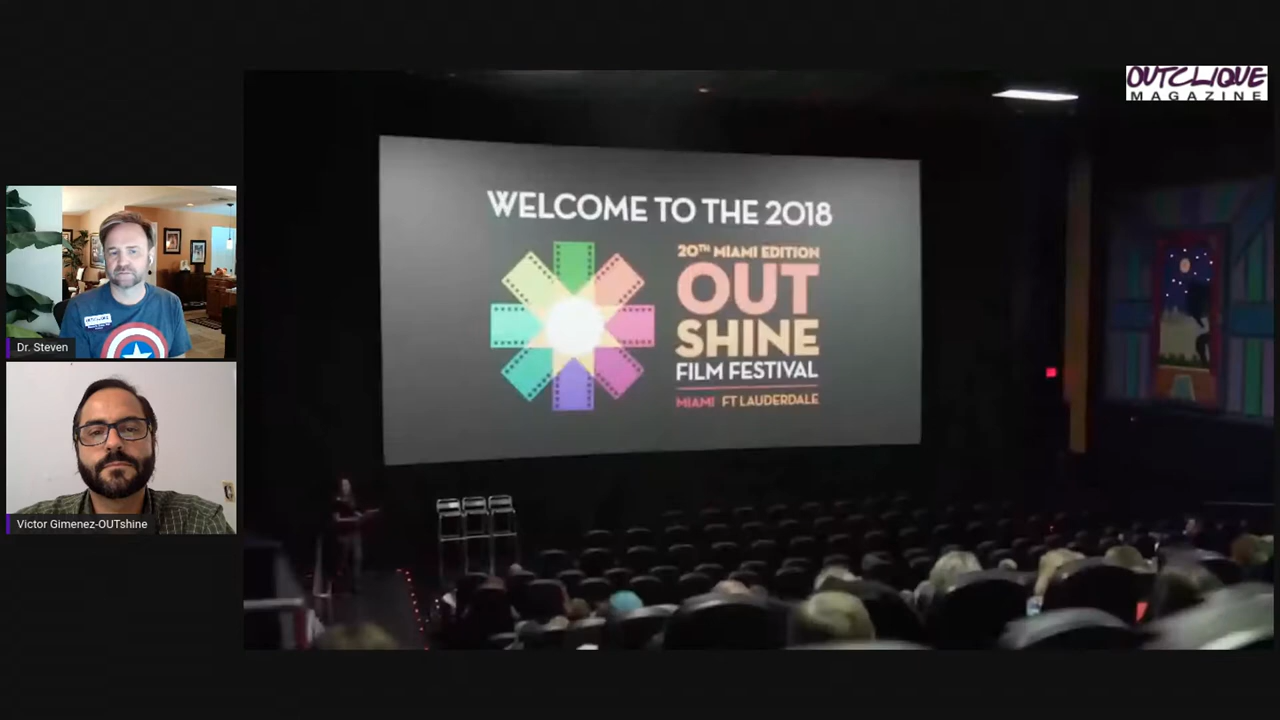 OUTCLIQUE
MAGAZINE
WELCOME TO THE 2018
20TH MIAMI EDITION
OUT
SHINE
FILM FESTIVAL
MIAMI FT LAUDERDALE
Dr. Steven
Victor Gimenez-OUTshine